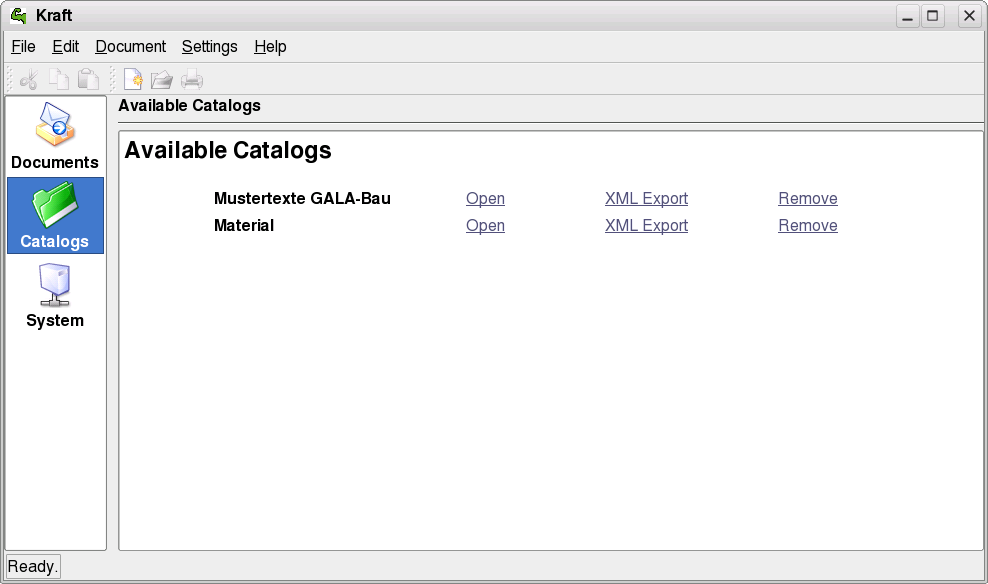 Kraft
File Edit Document Settings Help
Documents
Catalogs
System
Available Catalogs
Available Catalogs
Mustertexte GALA-Bau Open XML Export Remove
Material Open XML Export Remove
Ready.